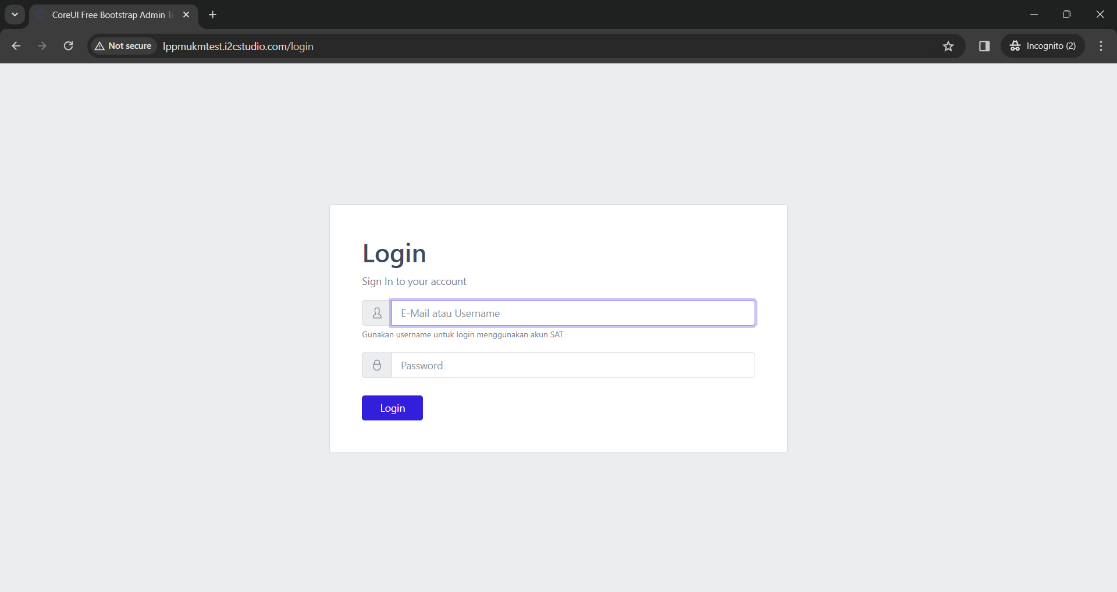 CoreUI Free Bootstrap Admin
Not secure
lppmukmtest.i2cstudio.com/login
Incognito (2)
Login
Sign In to your account
E-Mail atau Username
Gunakan username untuk login menggunakan akun SAT
Password
Login